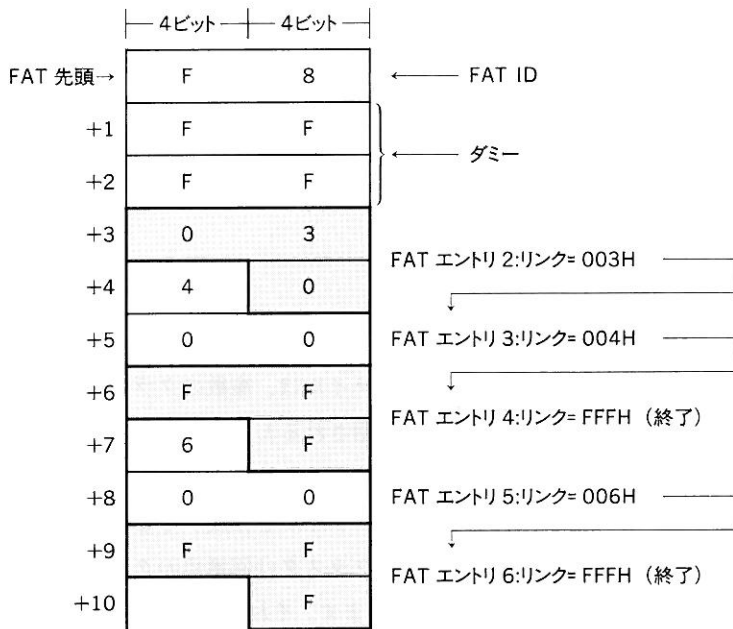 4ビット 4ビット
FAT 先頭→ F 8 ← FAT ID
+1 F F
← ダミー
+2 F F
+3 0 3
FAT エントリ 2:リンク= 003H
+4 4 0
+5 0 0 FAT エントリ 3:リンク= 004H
+6 F F
FAT エントリ 4:リンク= FFFH (終了)
+7 6 F
+8 0 0 FAT エントリ 5:リンク= 006H
+9 F F
FAT エントリ 6:リンク= FFFH (終了)
+10 F